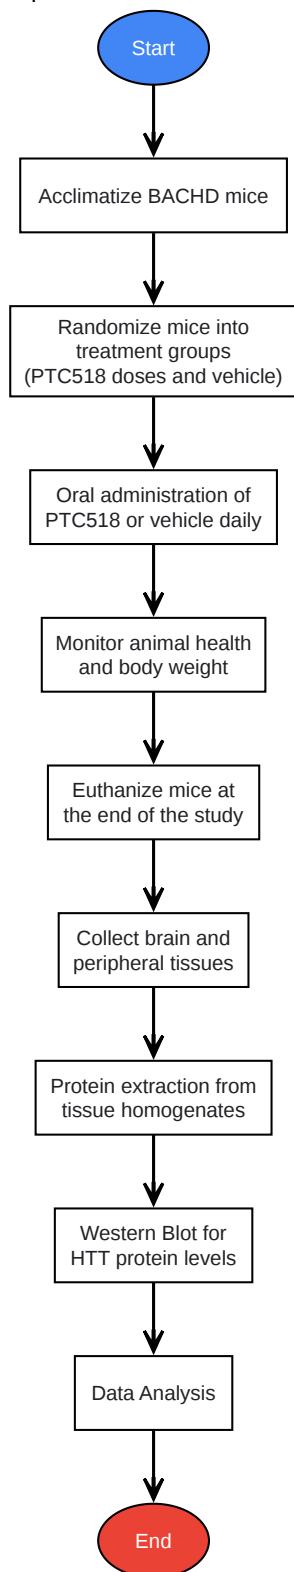 Start
Acclimatize BACHD mice
Randomize mice into
treatment groups
(PTC518 doses and vehicle)
Oral administration of
PTC518 or vehicle daily
Monitor animal health
and body weight
Euthanize mice at
the end of the study
Collect brain and
peripheral tissues
Protein extraction from
tissue homogenates
Western Blot for
HTT protein levels
Data Analysis
End